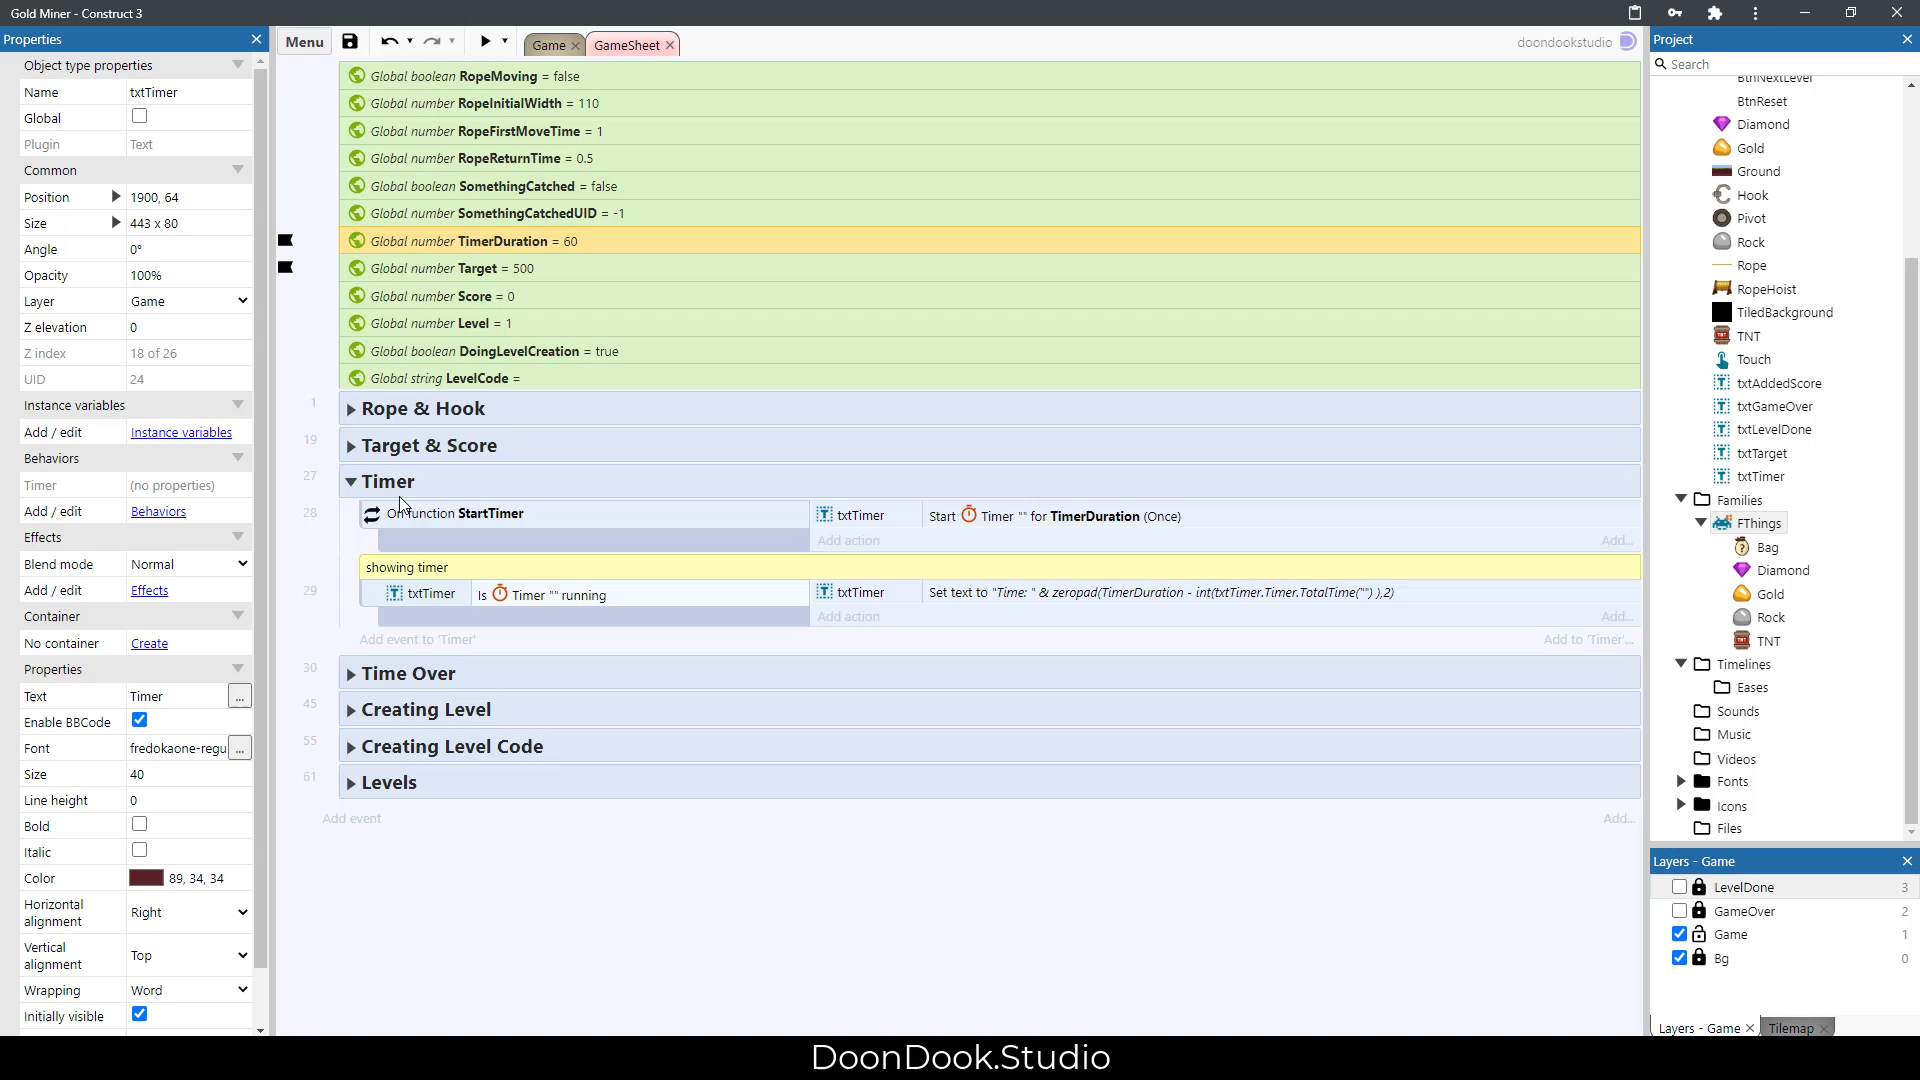 Gold Miner - Construct 3
Properties
Menu
Game
GameSheet
doondookstudio
Project
Object type properties
Name txtTimer
Global
Plugin Text
Common
Position 1900, 64
Size 443 x 80
Angle 0°
Opacity 100%
Layer Game
Z elevation 0
Z index 18 of 26
UID 24
Instance variables
Add / edit Instance variables
Behaviors
Timer (no properties)
Add / edit Behaviors
Effects
Blend mode Normal
Add / edit Effects
Container
No container Create
Properties
Text Timer ...
Enable BBCode
Font fredokaone-regu ...
Size 40
Line height 0
Bold
Italic
Color 89, 34, 34
Horizontal alignment Right
Vertical alignment Top
Wrapping Word
Initially visible
Global boolean RopeMoving = false
Global number RopeInitialWidth = 110
Global number RopeFirstMoveTime = 1
Global number RopeReturnTime = 0.5
Global boolean SomethingCatched = false
Global number SomethingCatchedUID = -1
Global number TimerDuration = 60
Global number Target = 500
Global number Score = 0
Global number Level = 1
Global boolean DoingLevelCreation = true
Global string LevelCode =
1 Rope & Hook
19 Target & Score
27 Timer
28 On function StartTimer txtTimer Start Timer "" for TimerDuration (Once)
Add action Add...
showing timer
29 txtTimer Is Timer "" running txtTimer Set text to "Time: " & zeropad(TimerDuration - int(txtTimer.Timer.TotalTime("") ),2)
Add action Add...
Add event to 'Timer' Add to 'Timer'...
30 Time Over
45 Creating Level
55 Creating Level Code
61 Levels
Add event Add...
Search
BtnNextLevel
BtnReset
Diamond
Gold
Ground
Hook
Pivot
Rock
Rope
RopeHoist
TiledBackground
TNT
Touch
txtAddedScore
txtGameOver
txtLevelDone
txtTarget
txtTimer
Families
FThings
Bag
Diamond
Gold
Rock
TNT
Timelines
Eases
Sounds
Music
Videos
Fonts
Icons
Files
Layers - Game
LevelDone 3
GameOver 2
Game 1
Bg 0
Layers - Game
Tilemap
DoonDook.Studio